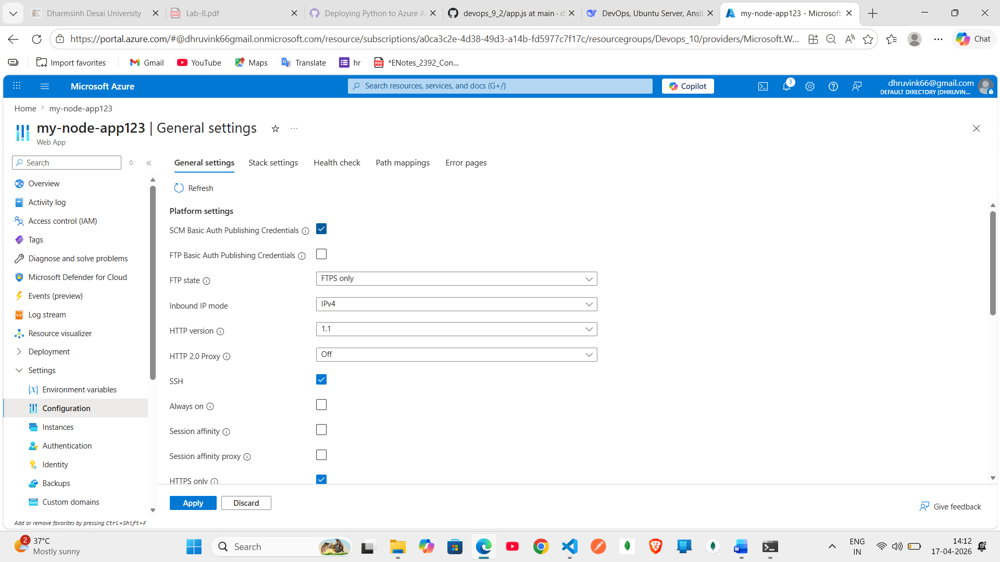 Dharmsinh Desai University
Lab-8.pdf
Deploying Python to Azure A
devops_9_2/app.js at main · d
DevOps, Ubuntu Server, Ansib
my-node-app123 - Microsoft
https://portal.azure.com/#@dhruvink66gmail.onmicrosoft.com/resource/subscriptions/a0ca3c2e-4d38-49d3-a14b-fd5977c7f17c/resourcegroups/Devops_10/providers/Microsoft.W...
Chat
Import favorites
Gmail
YouTube
Maps
Translate
hr
*ENotes_2392_Con...
Microsoft Azure
Search resources, services, and docs (G+/)
Copilot
3
dhruvink66@gmail.com
DEFAULT DIRECTORY (DHRUVIN...
Home > my-node-app123
my-node-app123 | General settings
Web App
Search
General settings
Stack settings
Health check
Path mappings
Error pages
Refresh
Overview
Activity log
Access control (IAM)
Tags
Diagnose and solve problems
Microsoft Defender for Cloud
Events (preview)
Log stream
Resource visualizer
Deployment
Settings
Environment variables
Configuration
Instances
Authentication
Identity
Backups
Custom domains
Add or remove favorites by pressing Ctrl+Shift+F
Platform settings
SCM Basic Auth Publishing Credentials
FTP Basic Auth Publishing Credentials
FTP state
FTPS only
Inbound IP mode
IPv4
HTTP version
1.1
HTTP 2.0 Proxy
Off
SSH
Always on
Session affinity
Session affinity proxy
HTTPS only
Apply
Discard
Give feedback
2
37°C
Mostly sunny
Search
ENG
IN
14:12
17-04-2026